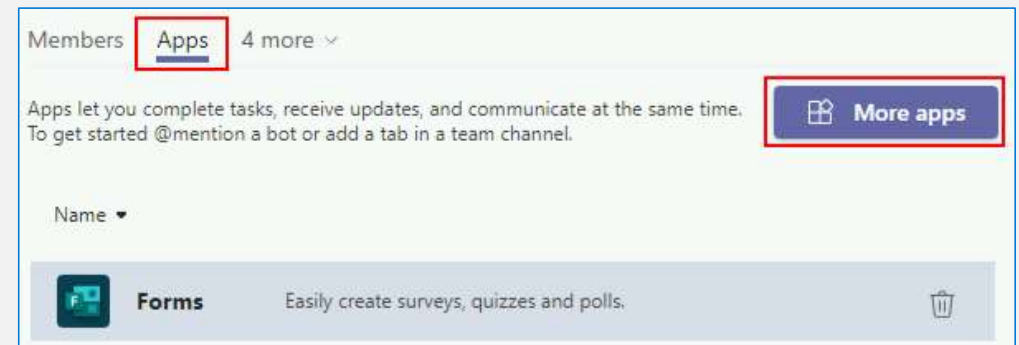 Members Apps 4 more
Apps let you complete tasks, receive updates, and communicate at the same time.
To get started @mention a bot or add a tab in a team channel.
More apps
Name
F
Forms Easily create surveys, quizzes and polls.